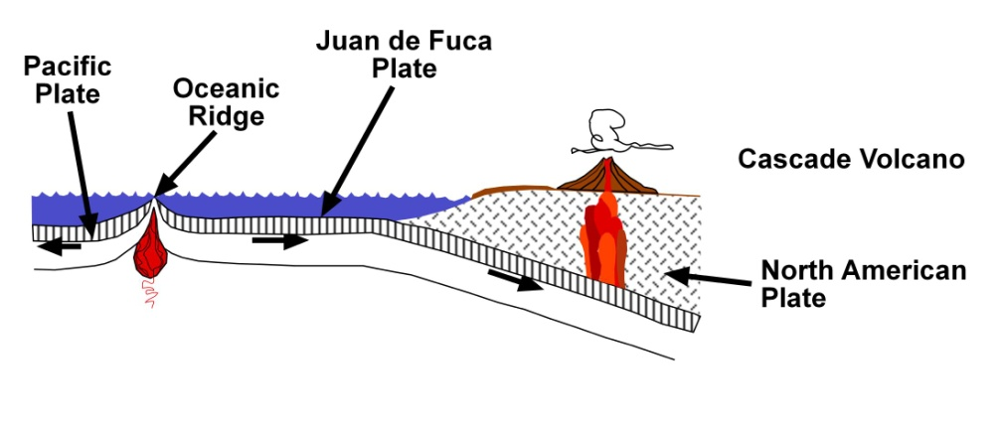 Juan de Fuca
Plate
Pacific
Plate
Oceanic
Ridge
Cascade Volcano
North American
Plate